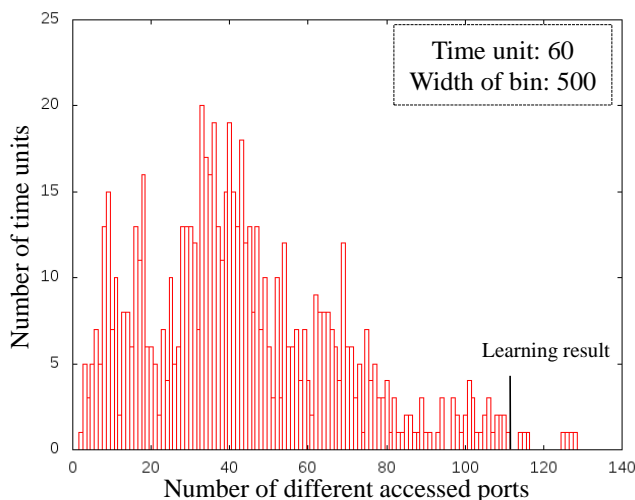 25
Time unit: 60
Width of bin: 500
20
15
10
5
0
Number of time units
Learning result
0 20 40 60 80 100 120 140
Number of different accessed ports